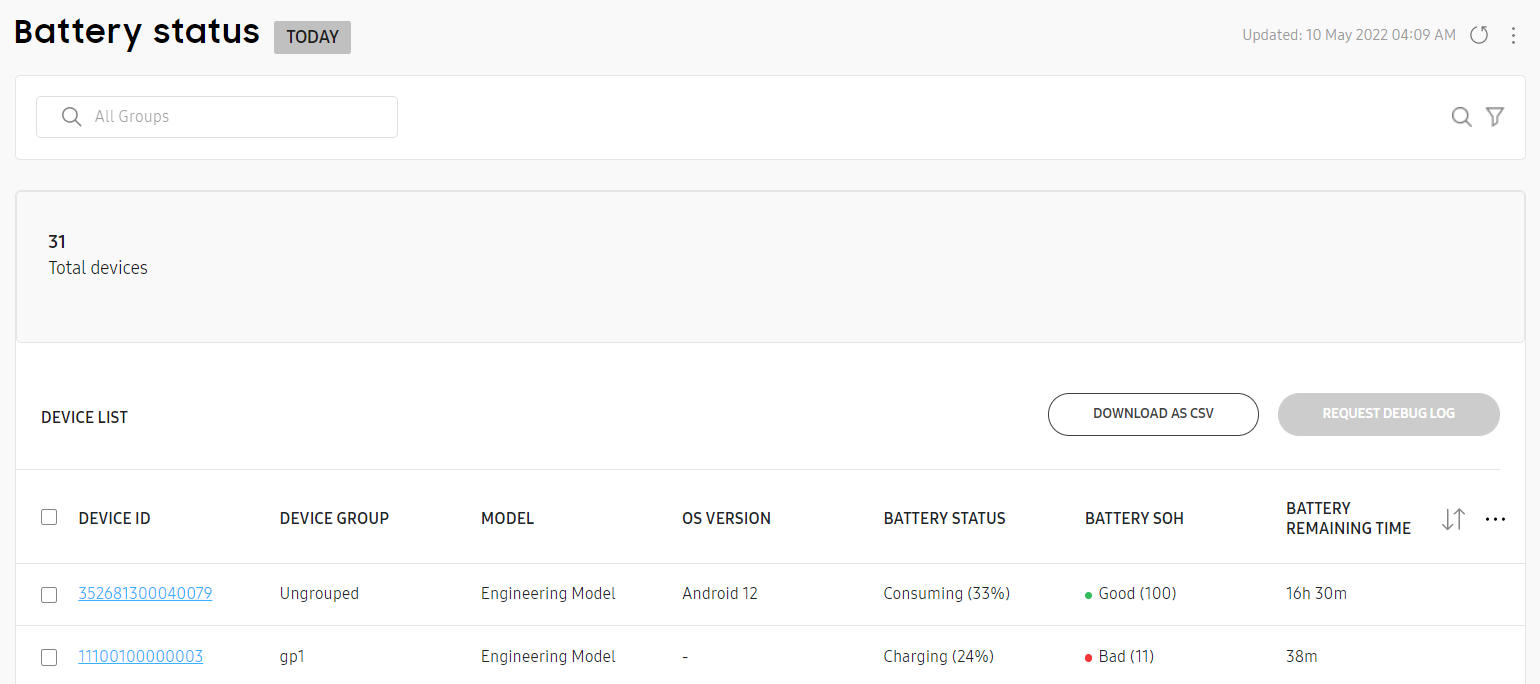 Battery status TODAY
Updated: 10 May 2022 04:09 AM
All Groups
31
Total devices
DEVICE LIST
DOWNLOAD AS CSV
REQUEST DEBUG LOG
DEVICE ID DEVICE GROUP MODEL OS VERSION BATTERY STATUS BATTERY SOH BATTERY
REMAINING TIME
352681300040079 Ungrouped Engineering Model Android 12 Consuming (33%) Good (100) 16h 30m
11100100000003 gp1 Engineering Model - Charging (24%) Bad (11) 38m